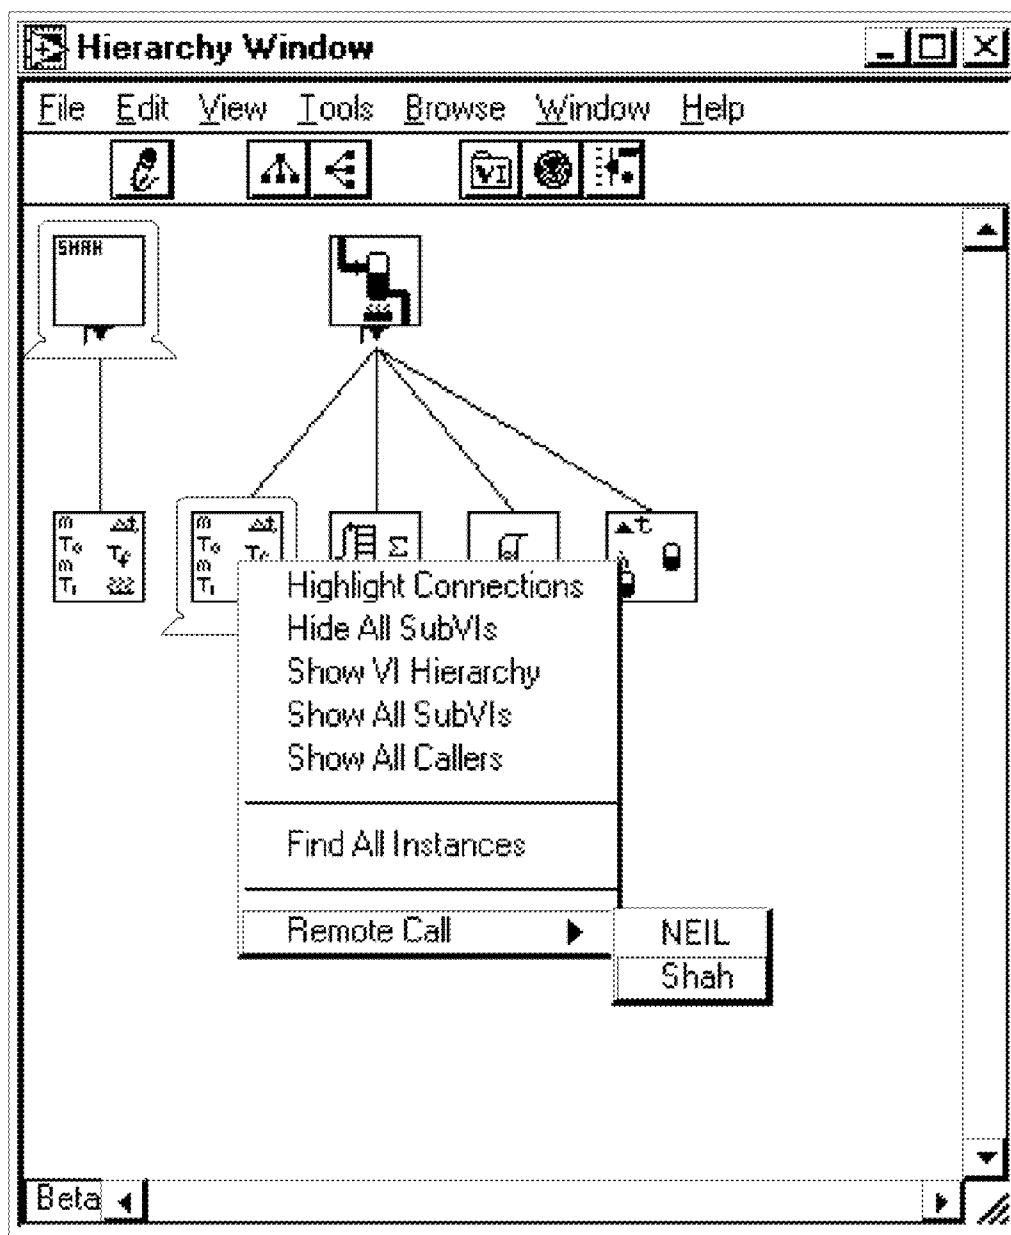 Hierarchy Window
File Edit View Tools Browse Window Help
VI
SHAH
Σ
Highlight Connections
Hide All SubVIs
Show VI Hierarchy
Show All SubVIs
Show All Callers
Find All Instances
Remote Call
NEIL
Shah
Beta